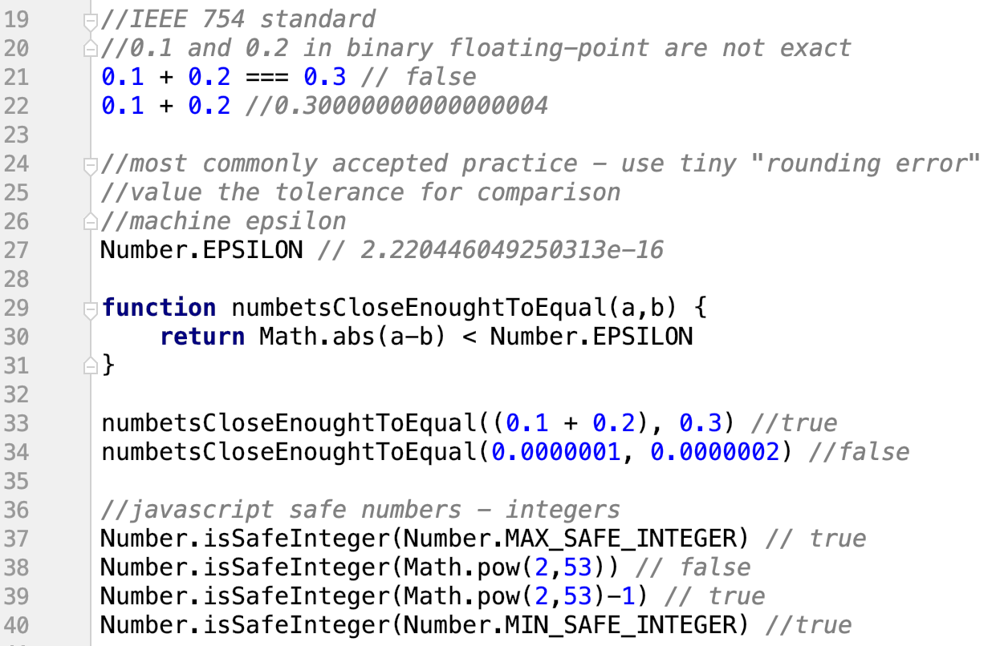 19 //IEEE 754 standard
20 //0.1 and 0.2 in binary floating-point are not exact
21 0.1 + 0.2 === 0.3 // false
22 0.1 + 0.2 //0.30000000000000004
23
24 //most commonly accepted practice - use tiny "rounding error"
25 //value the tolerance for comparison
26 //machine epsilon
27 Number.EPSILON // 2.220446049250313e-16
28
29 function numbetsCloseEnoughtToEqual(a,b) {
30     return Math.abs(a-b) < Number.EPSILON
31 }
32
33 numbetsCloseEnoughtToEqual((0.1 + 0.2), 0.3) //true
34 numbetsCloseEnoughtToEqual(0.0000001, 0.0000002) //false
35
36 //javascript safe numbers - integers
37 Number.isSafeInteger(Number.MAX_SAFE_INTEGER) // true
38 Number.isSafeInteger(Math.pow(2,53)) // false
39 Number.isSafeInteger(Math.pow(2,53)-1) // true
40 Number.isSafeInteger(Number.MIN_SAFE_INTEGER) //true